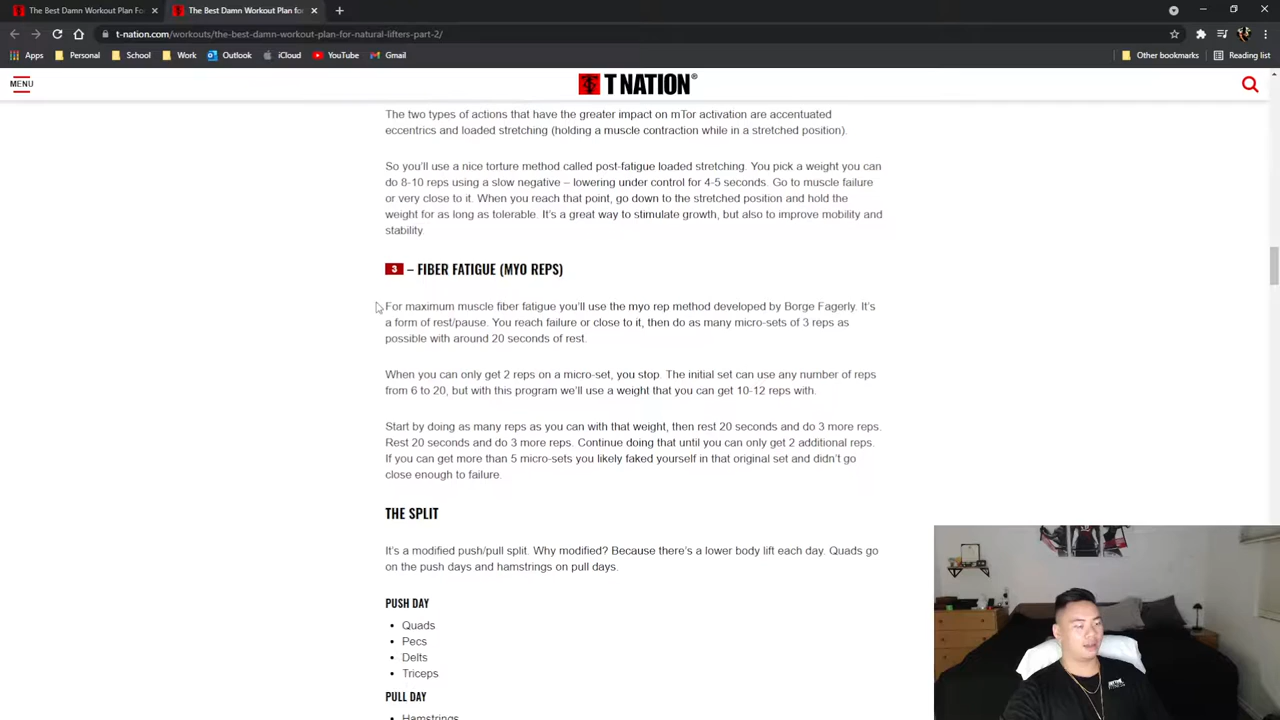 The Best Damn Workout Plan Fo
The Best Damn Workout Plan for
t-nation.com/workouts/the-best-damn-workout-plan-for-natural-lifters-part-2/
Apps
Personal
School
Work
Outlook
iCloud
YouTube
Gmail
Other bookmarks
Reading list
MENU
T NATION®
The two types of actions that have the greater impact on mTor activation are accentuated
eccentrics and loaded stretching (holding a muscle contraction while in a stretched position).
So you'll use a nice torture method called post-fatigue loaded stretching. You pick a weight you can
do 8-10 reps using a slow negative – lowering under control for 4-5 seconds. Go to muscle failure
or very close to it. When you reach that point, go down to the stretched position and hold the
weight for as long as tolerable. It's a great way to stimulate growth, but also to improve mobility and
stability.
3 – FIBER FATIGUE (MYO REPS)
For maximum muscle fiber fatigue you'll use the myo rep method developed by Borge Fagerly. It's
a form of rest/pause. You reach failure or close to it, then do as many micro-sets of 3 reps as
possible with around 20 seconds of rest.
When you can only get 2 reps on a micro-set, you stop. The initial set can use any number of reps
from 6 to 20, but with this program we'll use a weight that you can get 10-12 reps with.
Start by doing as many reps as you can with that weight, then rest 20 seconds and do 3 more reps.
Rest 20 seconds and do 3 more reps. Continue doing that until you can only get 2 additional reps.
If you can get more than 5 micro-sets you likely faked yourself in that original set and didn't go
close enough to failure.
THE SPLIT
It's a modified push/pull split. Why modified? Because there's a lower body lift each day. Quads go
on the push days and hamstrings on pull days.
PUSH DAY
• Quads
• Pecs
• Delts
• Triceps
PULL DAY
• Hamstrings